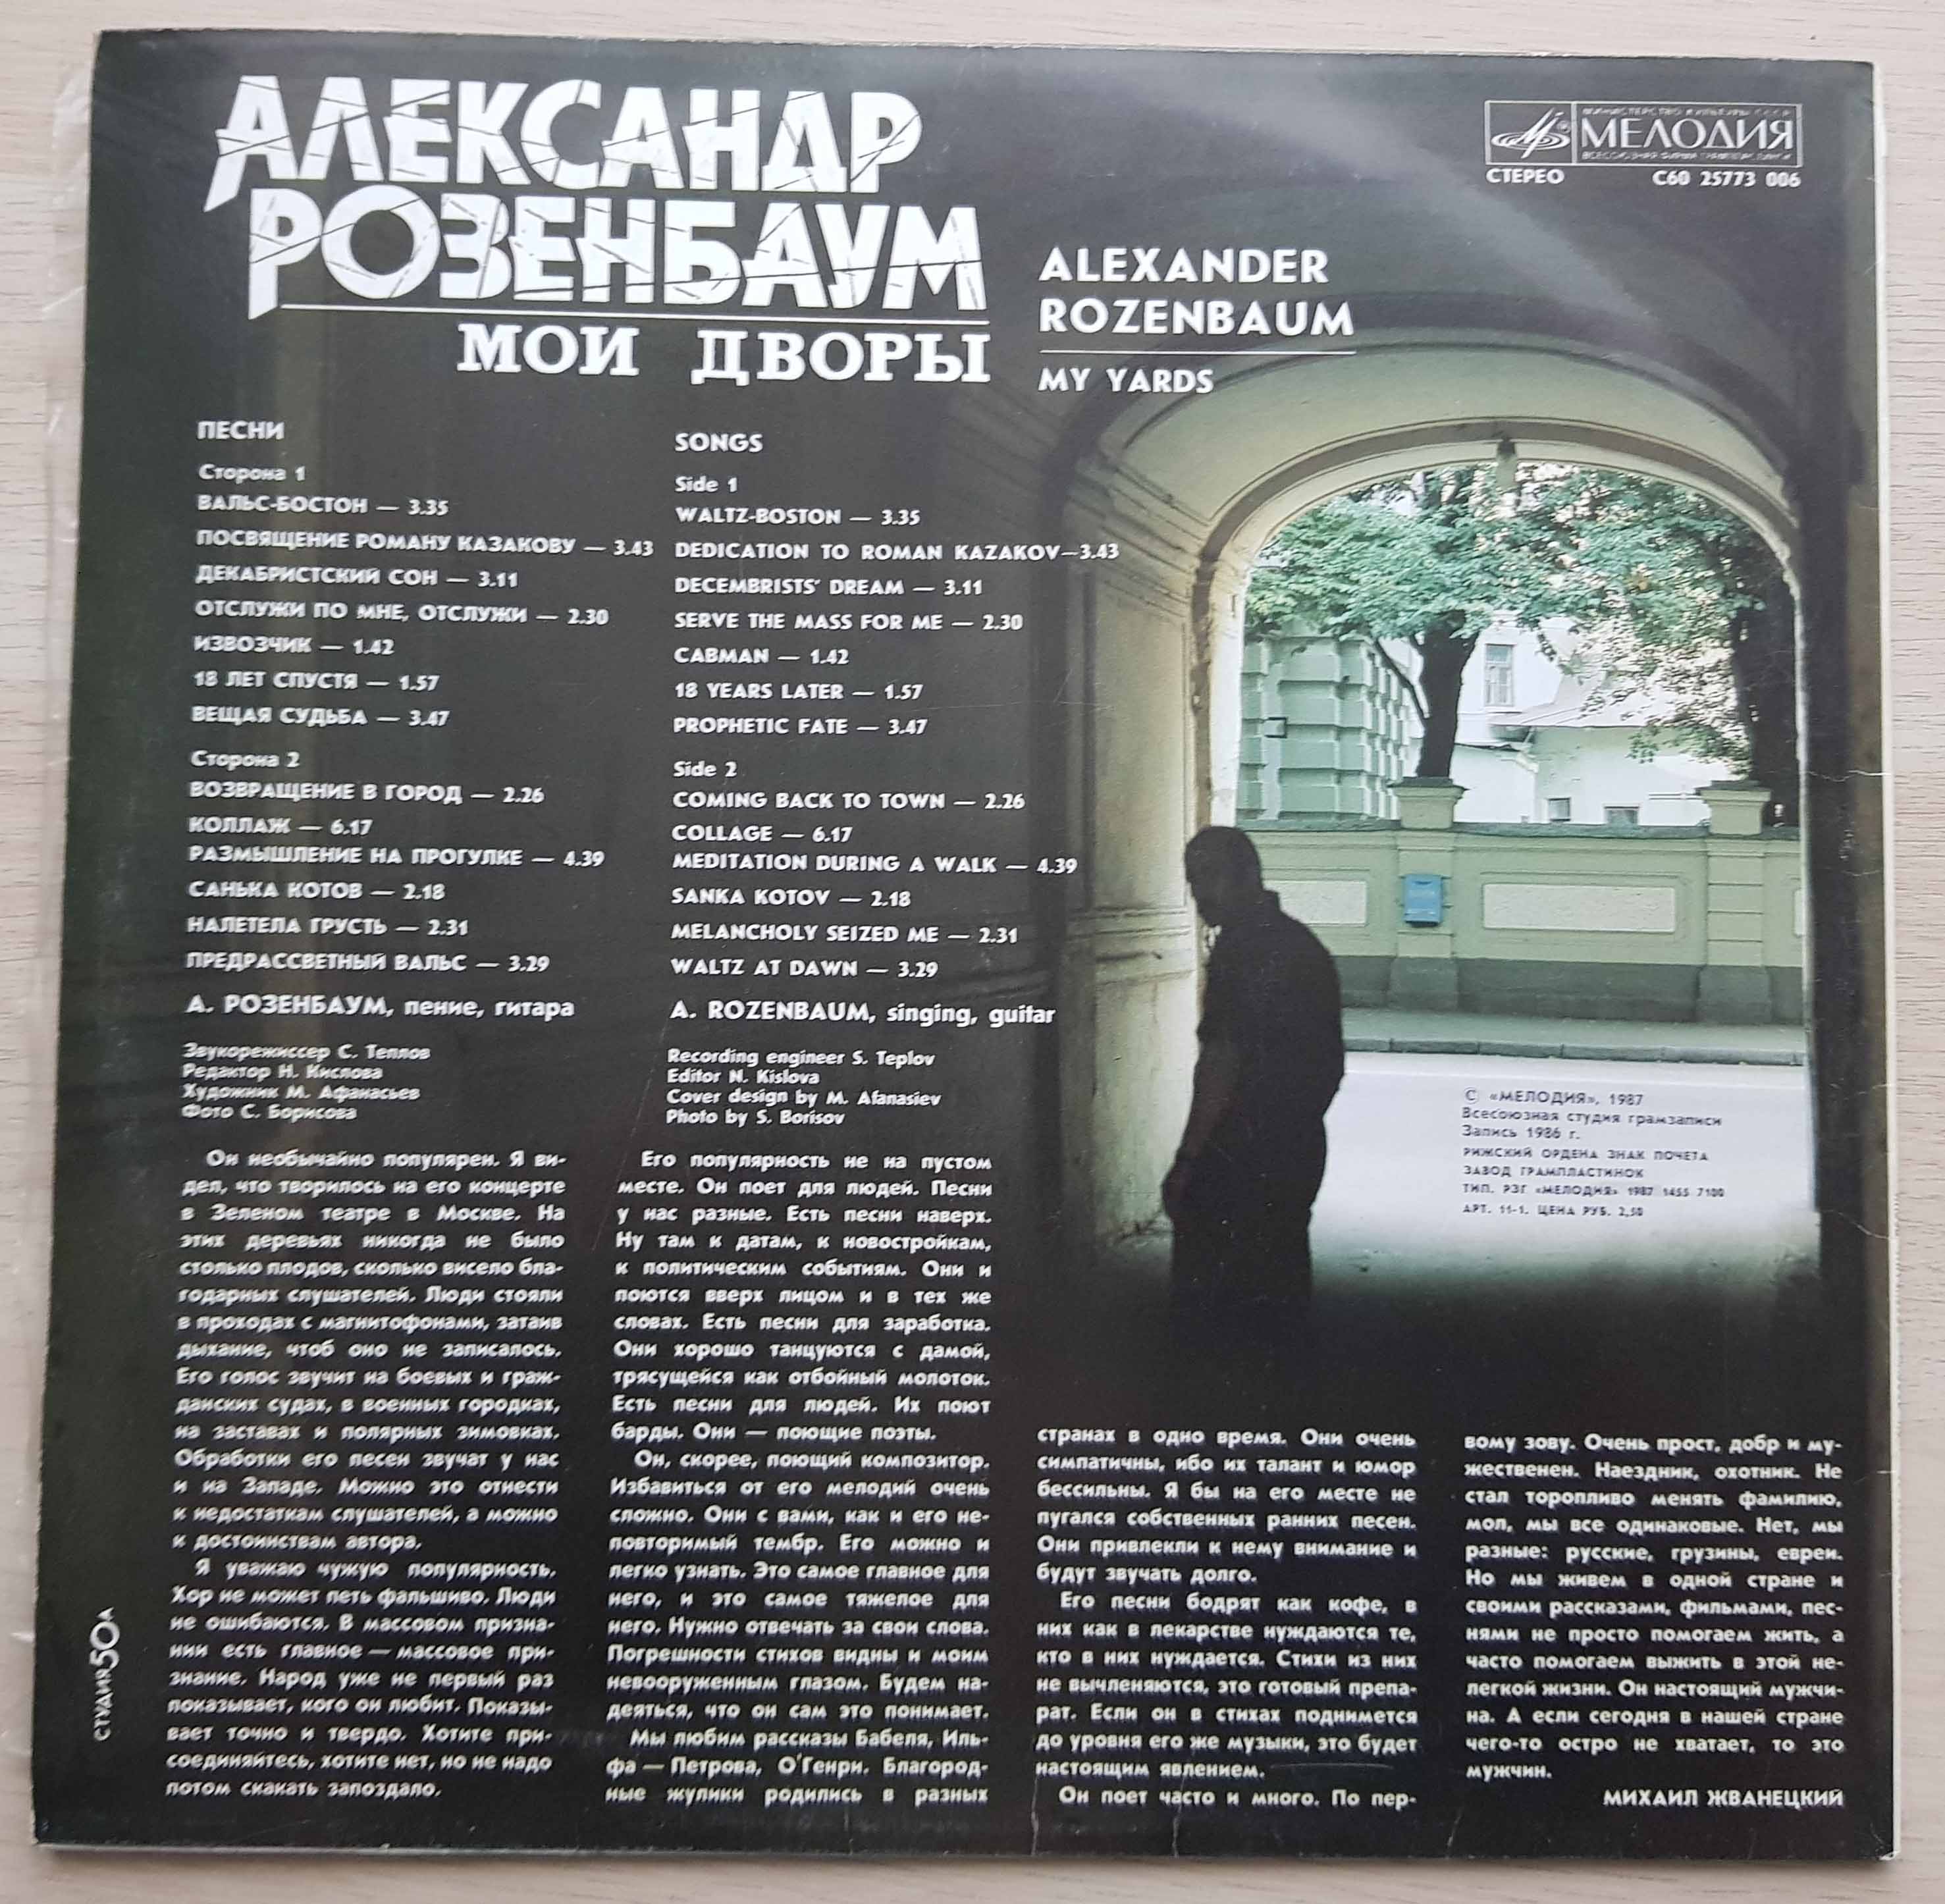 АЛЕКСАНДР
РОЗЕНБАУМ
МОИ ДВОРЫ
ALEXANDER
ROZENBAUM
MY YARDS
МИНИСТЕРСТВО КУЛЬТУРЫ СССР
МЕЛОДИЯ
ВСЕСОЮЗНАЯ ФИРМА ГРАМПЛАСТИНОК
СТЕРЕО С60 25773 006
ПЕСНИ
Сторона 1
ВАЛЬС-БОСТОН — 3.35
ПОСВЯЩЕНИЕ РОМАНУ КАЗАКОВУ — 3.43
ДЕКАБРИСТСКИЙ СОН — 3.11
ОТСЛУЖИ ПО МНЕ, ОТСЛУЖИ — 2.30
ИЗВОЗЧИК — 1.42
18 ЛЕТ СПУСТЯ — 1.57
ВЕЩАЯ СУДЬБА — 3.47
Сторона 2
ВОЗВРАЩЕНИЕ В ГОРОД — 2.26
КОЛЛАЖ — 6.17
РАЗМЫШЛЕНИЕ НА ПРОГУЛКЕ — 4.39
САНЬКА КОТОВ — 2.18
НАЛЕТЕЛА ГРУСТЬ — 2.31
ПРЕДРАССВЕТНЫЙ ВАЛЬС — 3.29
А. РОЗЕНБАУМ, пение, гитара
Звукорежиссер С. Теплов
Редактор Н. Кислова
Художник М. Афанасьев
Фото С. Борисова
SONGS
Side 1
WALTZ-BOSTON — 3.35
DEDICATION TO ROMAN KAZAKOV—3.43
DECEMBRISTS' DREAM — 3.11
SERVE THE MASS FOR ME — 2.30
CABMAN — 1.42
18 YEARS LATER — 1.57
PROPHETIC FATE — 3.47
Side 2
COMING BACK TO TOWN — 2.26
COLLAGE — 6.17
MEDITATION DURING A WALK — 4.39
SANKA KOTOV — 2.18
MELANCHOLY SEIZED ME — 2.31
WALTZ AT DAWN — 3.29
A. ROZENBAUM, singing, guitar
Recording engineer S. Teplov
Editor N. Kislova
Cover design by M. Afanasiev
Photo by S. Borisov
© «МЕЛОДИЯ», 1987
Всесоюзная студия грамзаписи
Запись 1986 г.
РИЖСКИЙ ОРДЕНА ЗНАК ПОЧЕТА
ЗАВОД ГРАМПЛАСТИНОК
ТИП. РЗГ «МЕЛОДИЯ» 1987 1455 7100
АРТ. 11-1. ЦЕНА РУБ. 2,50
Он необычайно популярен. Я ви-
дел, что творилось на его концерте
в Зеленом театре в Москве. На
этих деревьях никогда не было
столько плодов, сколько висело бла-
годарных слушателей. Люди стояли
в проходах с магнитофонами, затаив
дыхание, чтоб оно не записалось.
Его голос звучит на боевых и граж-
данских судах, в военных городках,
на заставах и полярных зимовках.
Обработки его песен звучат у нас
и на Западе. Можно это отнести
к недостаткам слушателей, а можно
к достоинствам автора.
Я уважаю чужую популярность.
Хор не может петь фальшиво. Люди
не ошибаются. В массовом призна-
нии есть главное — массовое при-
знание. Народ уже не первый раз
показывает, кого он любит. Показы-
вает точно и твердо. Хотите при-
соединяйтесь, хотите нет, но не надо
потом скакать запоздало.
Его популярность не на пустом
месте. Он поет для людей. Песни
у нас разные. Есть песни наверх.
Ну там к датам, к новостройкам,
к политическим событиям. Они и
поются вверх лицом и в тех же
словах. Есть песни для заработка.
Они хорошо танцуются с дамой,
трясущейся как отбойный молоток.
Есть песни для людей. Их поют
барды. Они — поющие поэты.
Он, скорее, поющий композитор.
Избавиться от его мелодий очень
сложно. Они с вами, как и его не-
повторимый тембр. Его можно и
легко узнать. Это самое главное для
него, и это самое тяжелое для
него. Нужно отвечать за свои слова.
Погрешности стихов видны и моим
невооруженным глазом. Будем на-
деяться, что он сам это понимает.
Мы любим рассказы Бабеля, Иль-
фа — Петрова, О'Генри. Благород-
ные жулики родились в разных
странах в одно время. Они очень
симпатичны, ибо их талант и юмор
бессильны. Я бы на его месте не
пугался собственных ранних песен.
Они привлекли к нему внимание и
будут звучать долго.
Его песни бодрят как кофе, в
них как в лекарстве нуждаются те,
кто в них нуждается. Стихи из них
не вычленяются, это готовый препа-
рат. Если он в стихах поднимется
до уровня его же музыки, это будет
настоящим явлением.
Он поет часто и много. По пер-
вому зову. Очень прост, добр и му-
жественен. Наездник, охотник. Не
стал торопливо менять фамилию,
мол, мы все одинаковые. Нет, мы
разные: русские, грузины, евреи.
Но мы живем в одной стране и
своими рассказами, фильмами, пес-
нями не просто помогаем жить, а
часто помогаем выжить в этой не-
легкой жизни. Он настоящий мужчи-
на. А если сегодня в нашей стране
чего-то остро не хватает, то это
мужчин.
МИХАИЛ ЖВАНЕЦКИЙ
СТУДИЯ 50А